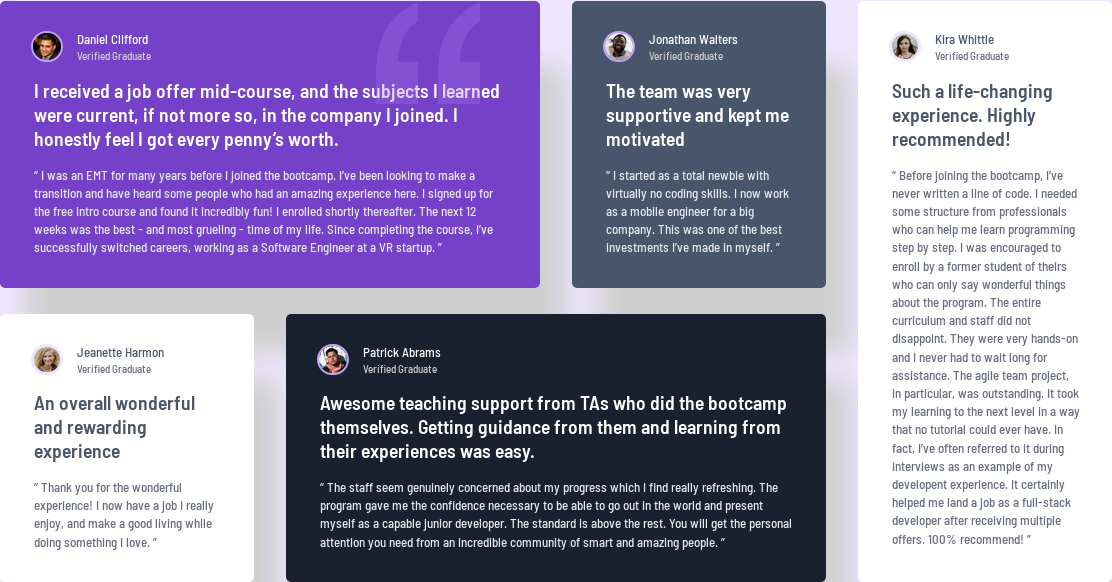 Daniel Clifford
Verified Graduate
I received a job offer mid-course, and the subjects I learned
were current, if not more so, in the company I joined. I
honestly feel I got every penny’s worth.
“ I was an EMT for many years before I joined the bootcamp. I’ve been looking to make a
transition and have heard some people who had an amazing experience here. I signed up for
the free intro course and found it incredibly fun! I enrolled shortly thereafter. The next 12
weeks was the best - and most grueling - time of my life. Since completing the course, I’ve
successfully switched careers, working as a Software Engineer at a VR startup. ”
Jonathan Walters
Verified Graduate
The team was very
supportive and kept me
motivated
“ I started as a total newbie with
virtually no coding skills. I now work
as a mobile engineer for a big
company. This was one of the best
investments I’ve made in myself. ”
Kira Whittle
Verified Graduate
Such a life-changing
experience. Highly
recommended!
“ Before joining the bootcamp, I’ve
never written a line of code. I needed
some structure from professionals
who can help me learn programming
step by step. I was encouraged to
enroll by a former student of theirs
who can only say wonderful things
about the program. The entire
curriculum and staff did not
disappoint. They were very hands-on
and I never had to wait long for
assistance. The agile team project,
in particular, was outstanding. It took
my learning to the next level in a way
that no tutorial could ever have. In
fact, I’ve often referred to it during
interviews as an example of my
developent experience. It certainly
helped me land a job as a full-stack
developer after receiving multiple
offers. 100% recommend! ”
Jeanette Harmon
Verified Graduate
An overall wonderful
and rewarding
experience
“ Thank you for the wonderful
experience! I now have a job I really
enjoy, and make a good living while
doing something I love. ”
Patrick Abrams
Verified Graduate
Awesome teaching support from TAs who did the bootcamp
themselves. Getting guidance from them and learning from
their experiences was easy.
“ The staff seem genuinely concerned about my progress which I find really refreshing. The
program gave me the confidence necessary to be able to go out in the world and present
myself as a capable junior developer. The standard is above the rest. You will get the personal
attention you need from an incredible community of smart and amazing people. ”